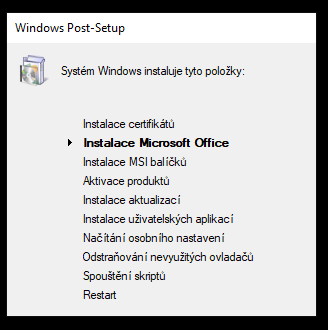 Windows Post-Setup
Systém Windows instaluje tyto položky:
Instalace certifikátů
Instalace Microsoft Office
Instalace MSI balíčků
Aktivace produktů
Instalace aktualizací
Instalace uživatelských aplikací
Načítání osobního nastavení
Odstraňování nevyužitých ovladačů
Spouštění skriptů
Restart